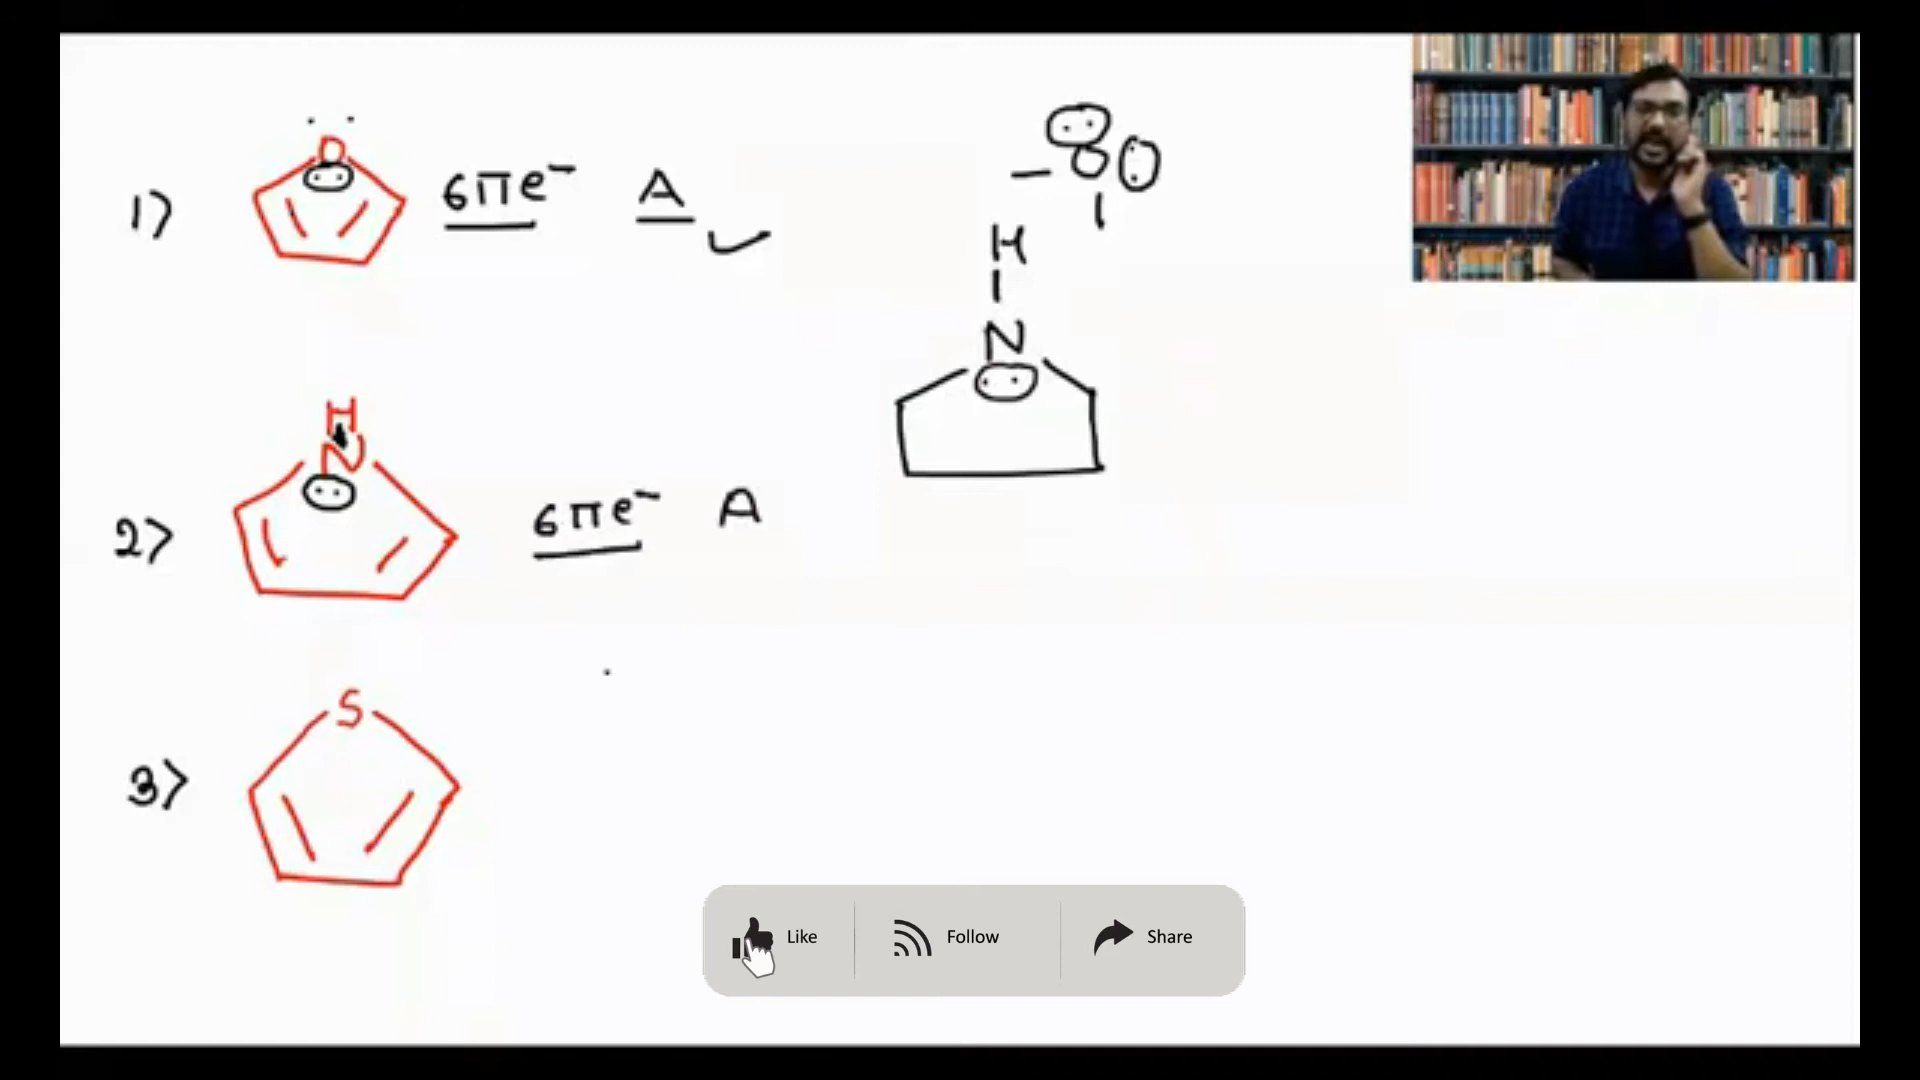 1) O 6πe⁻ A
O
H
N
H
N
2) 6πe⁻ A
S
3)
Like Follow Share